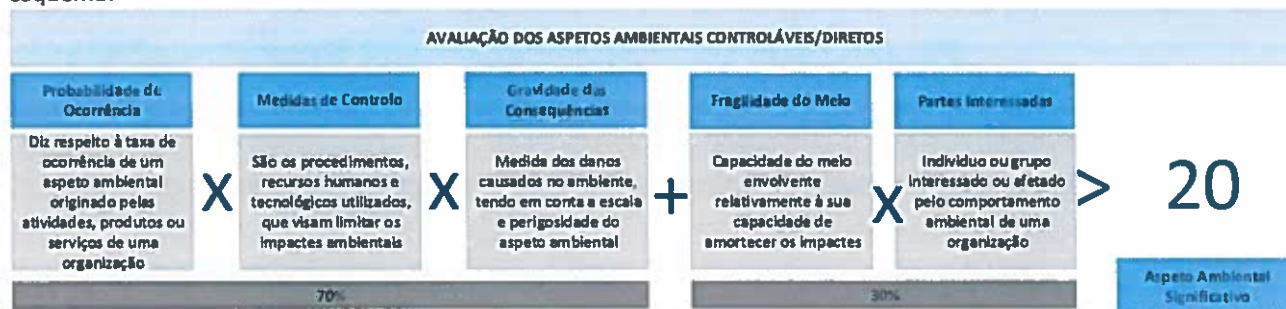 esquema:
AVALIAÇÃO DOS ASPETOS AMBIENTAIS CONTROLÁVEIS/DIRETOS
Probabilidade de
Ocorrência
Diz respeito à taxa de
ocorrência de um
aspeto ambiental
originado pelas
atividades, produtos ou
serviços de uma
organização
X
Medidas de Controlo
São os procedimentos,
recursos humanos e
tecnológicos utilizados,
que visam limitar os
impactes ambientais
X
Gravidade das
Consequências
Medida dos danos
causados no ambiente,
tendo em conta a escala
e perigosidade do
aspeto ambiental
+
Fragilidade do Meio
Capacidade do meio
envolvente
relativamente à sua
capacidade de
amortecer os impactes
X
Partes Interessadas
Individuo ou grupo
interessado ou afetado
pelo comportamento
ambiental de uma
organização
>
20
70%
30%
Aspeto Ambiental
Significativo